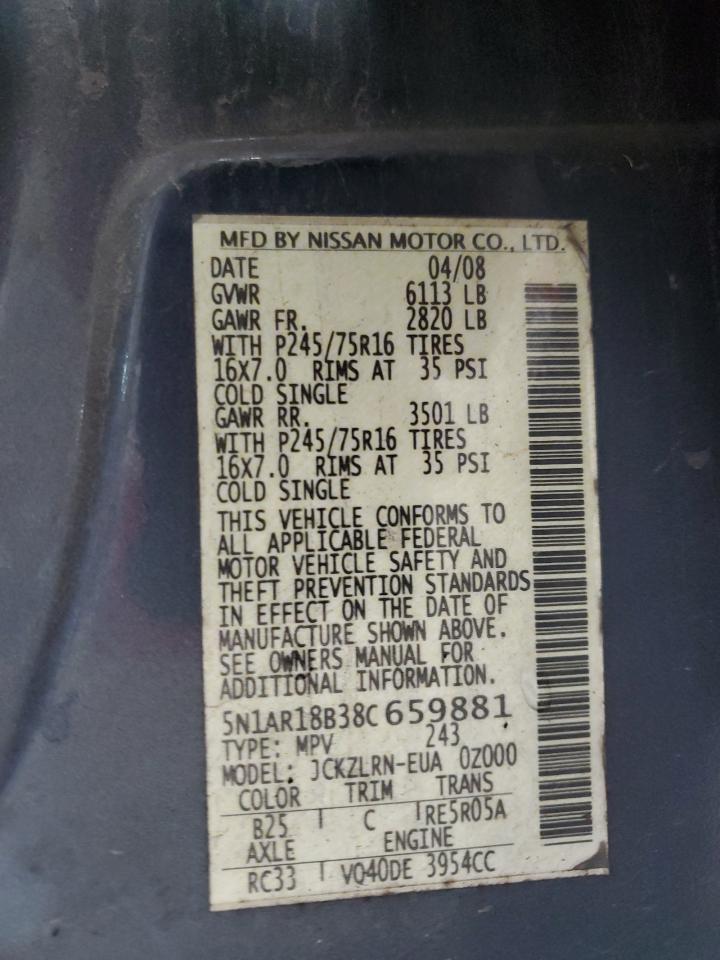 MFD BY NISSAN MOTOR CO., LTD.
DATE 04/08
GVWR 6113 LB
GAWR FR. 2820 LB
WITH P245/75R16 TIRES
16X7.0 RIMS AT 35 PSI
COLD SINGLE
GAWR RR. 3501 LB
WITH P245/75R16 TIRES
16X7.0 RIMS AT 35 PSI
COLD SINGLE
THIS VEHICLE CONFORMS TO
ALL APPLICABLE FEDERAL
MOTOR VEHICLE SAFETY AND
THEFT PREVENTION STANDARDS
IN EFFECT ON THE DATE OF
MANUFACTURE SHOWN ABOVE.
SEE OWNERS MANUAL FOR
ADDITIONAL INFORMATION.
5N1AR18B38C659881
TYPE: MPV 243
MODEL: JCKZLRN-EUA 0Z000
COLOR TRIM TRANS
B25 C RE5R05A
AXLE ENGINE
RC33 VQ40DE 3954CC